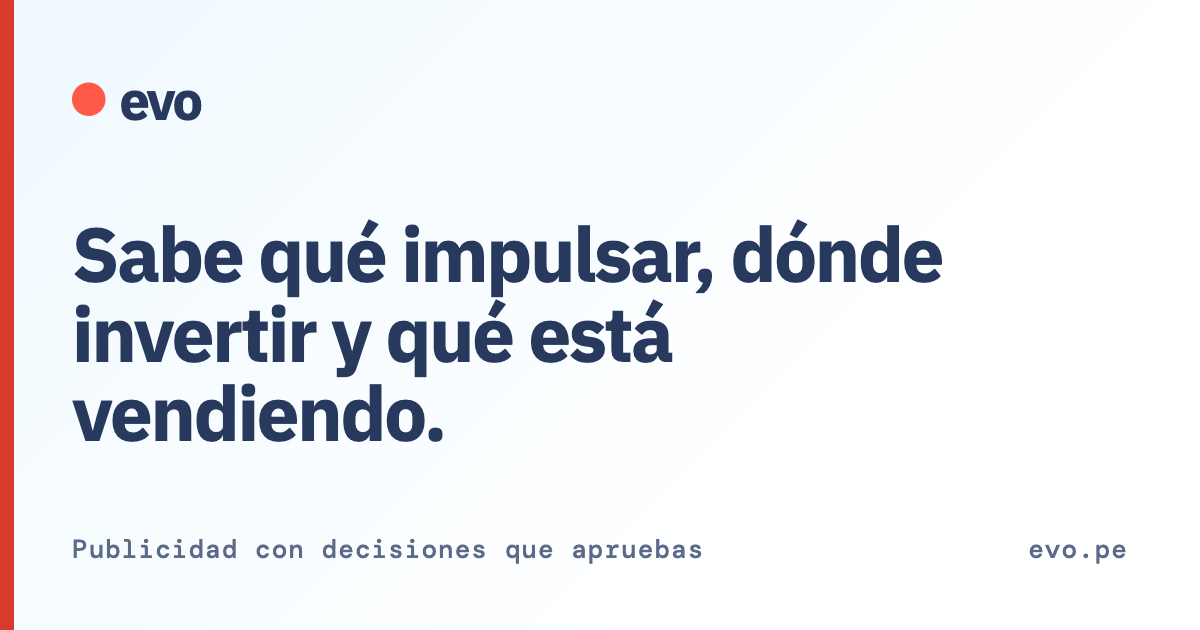 evo
Sabe qué impulsar, dónde
invertir y qué está
vendiendo.
Publicidad con decisiones que apruebas
evo.pe